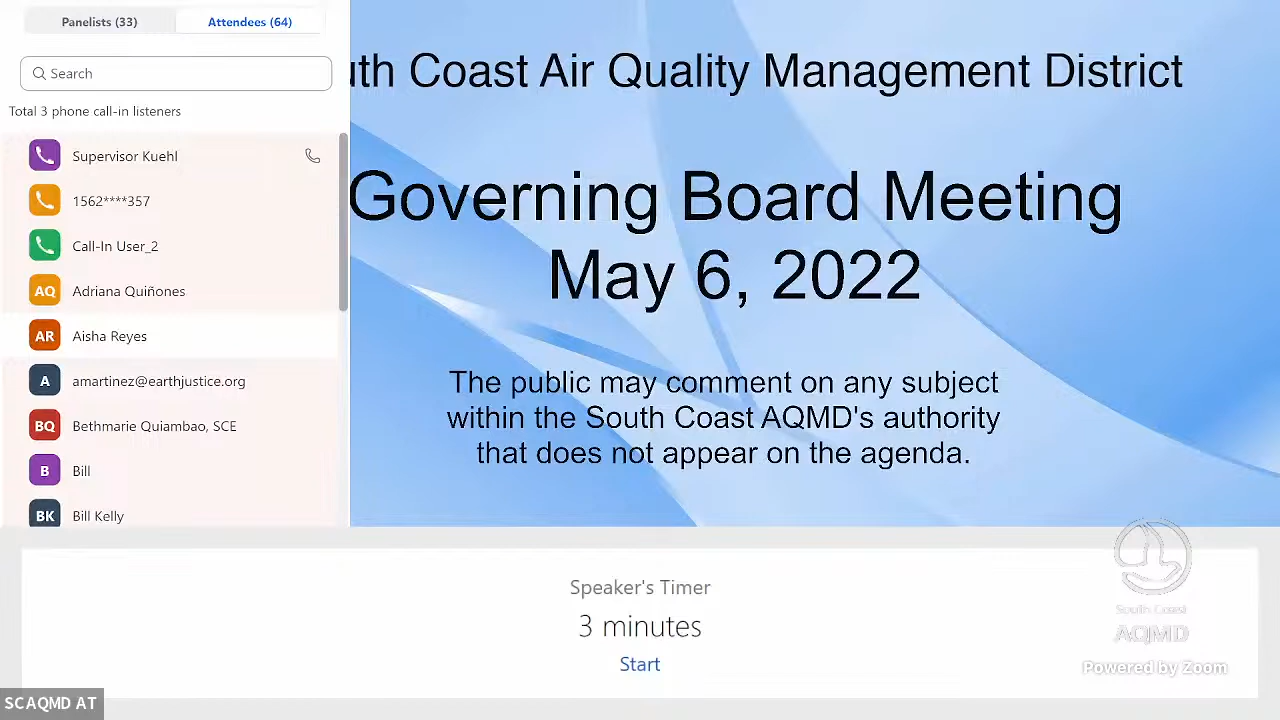 Panelists (33)
Attendees (64)
Search
Total 3 phone call-in listeners
Supervisor Kuehl
1562****357
Call-In User_2
AQ Adriana Quiñones
AR Aisha Reyes
A amartinez@earthjustice.org
BQ Bethmarie Quiambao, SCE
B Bill
BK Bill Kelly
uth Coast Air Quality Management District
Governing Board Meeting
May 6, 2022
The public may comment on any subject
within the South Coast AQMD's authority
that does not appear on the agenda.
Speaker's Timer
3 minutes
Start
South Coast
AQMD
Powered by Zoom
SCAQMD AT